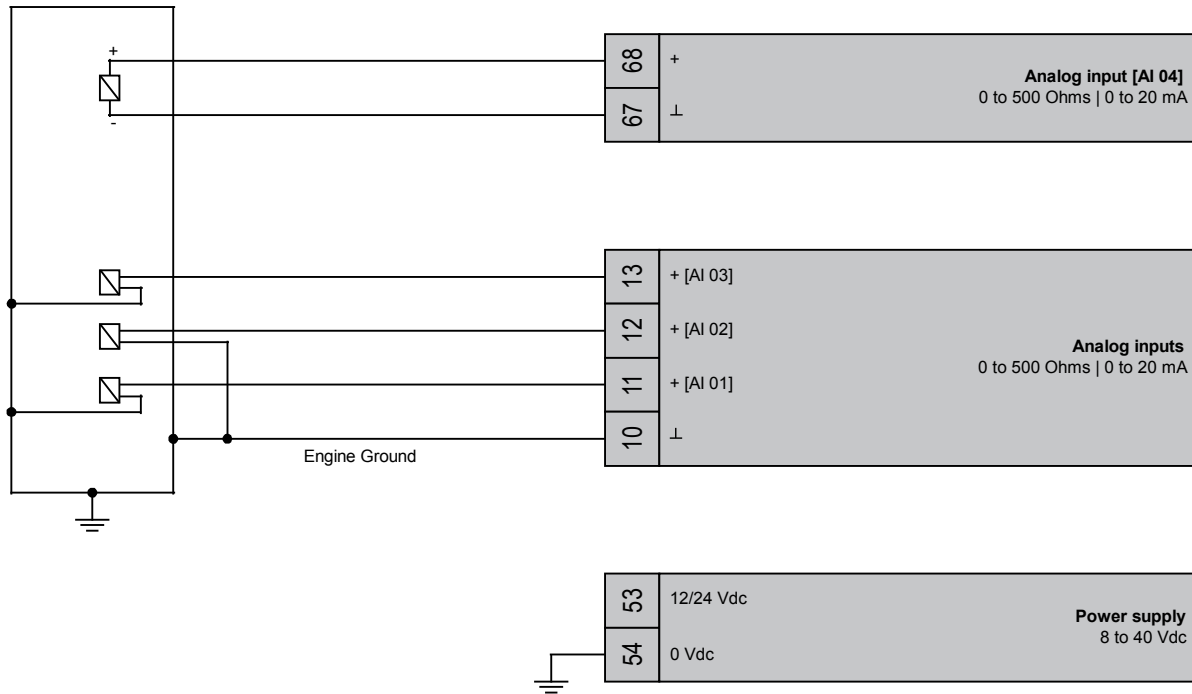 +
-
68
+
67
⊥
Analog input [AI 04]
0 to 500 Ohms | 0 to 20 mA
13
+ [AI 03]
12
+ [AI 02]
11
+ [AI 01]
10
⊥
Analog inputs
0 to 500 Ohms | 0 to 20 mA
Engine Ground
53
12/24 Vdc
54
0 Vdc
Power supply
8 to 40 Vdc